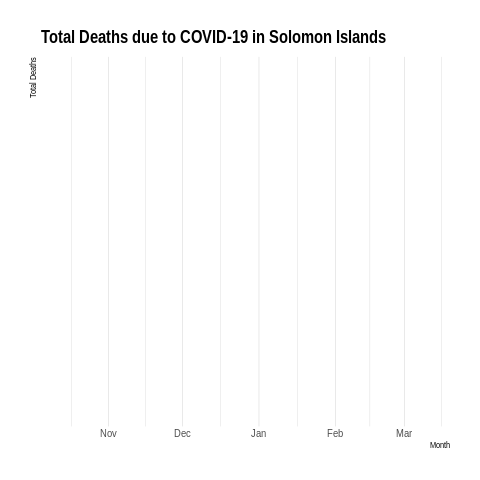 Total Deaths due to COVID-19 in Solomon Islands
Total Deaths
Nov Dec Jan Feb Mar
Month